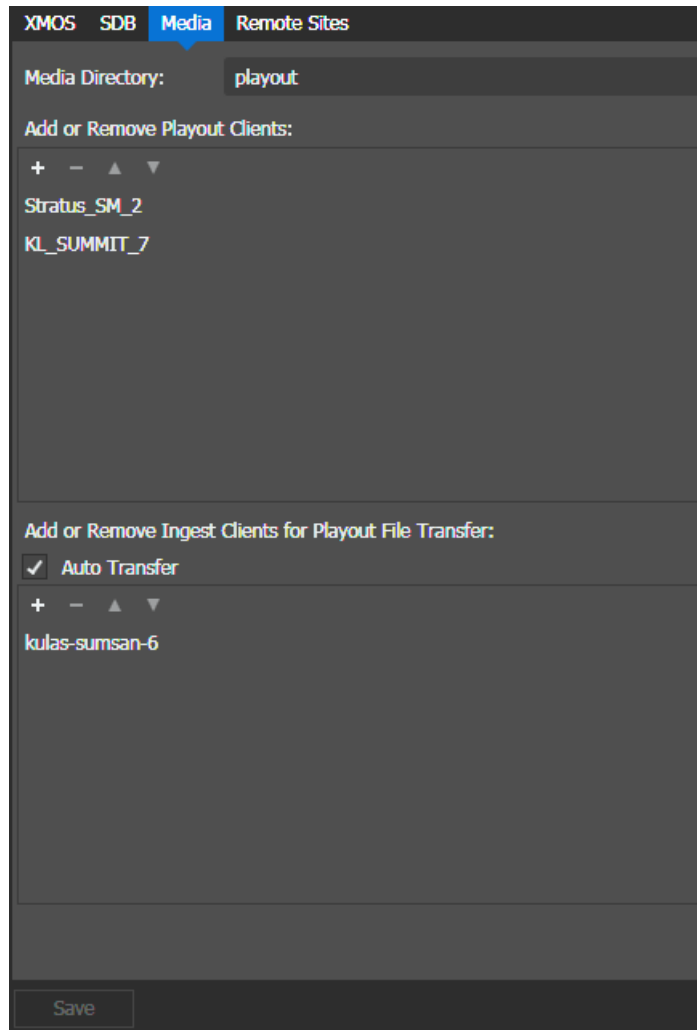 XMOS SDB Media Remote Sites
Media Directory: playout
Add or Remove Playout Clients:
Stratus_SM_2
KL_SUMMIT_7
Add or Remove Ingest Clients for Playout File Transfer:
Auto Transfer
kulas-sumsan-6
Save